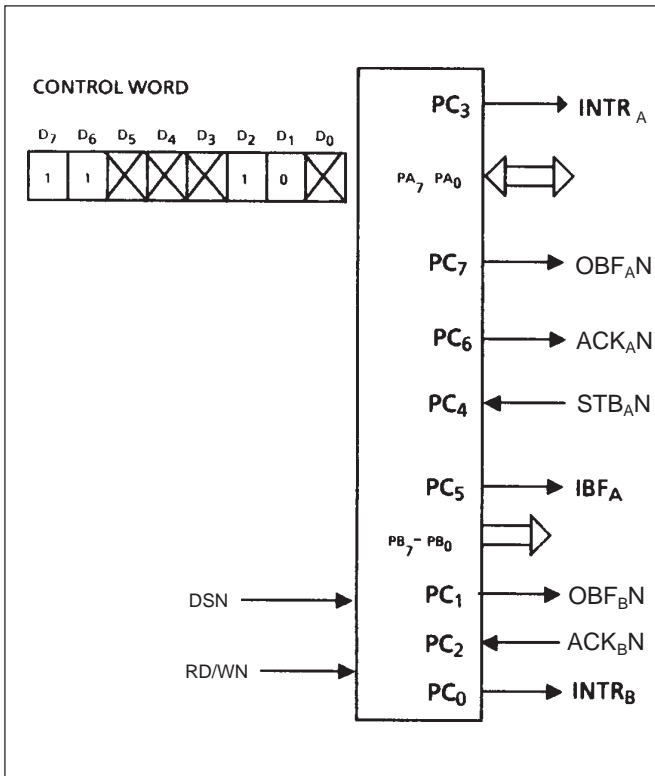 CONTROL WORD
D7 D6 D5 D4 D3 D2 D1 D0
1 1 1 0
PC3 INTR A
PA7 PA0
PC7 OBFAN
PC6 ACKAN
PC4 STBAN
PC5 IBFA
PB7 – PB0
DSN PC1 OBFBN
PC2 ACKBN
RD/WN
PC0 INTRB